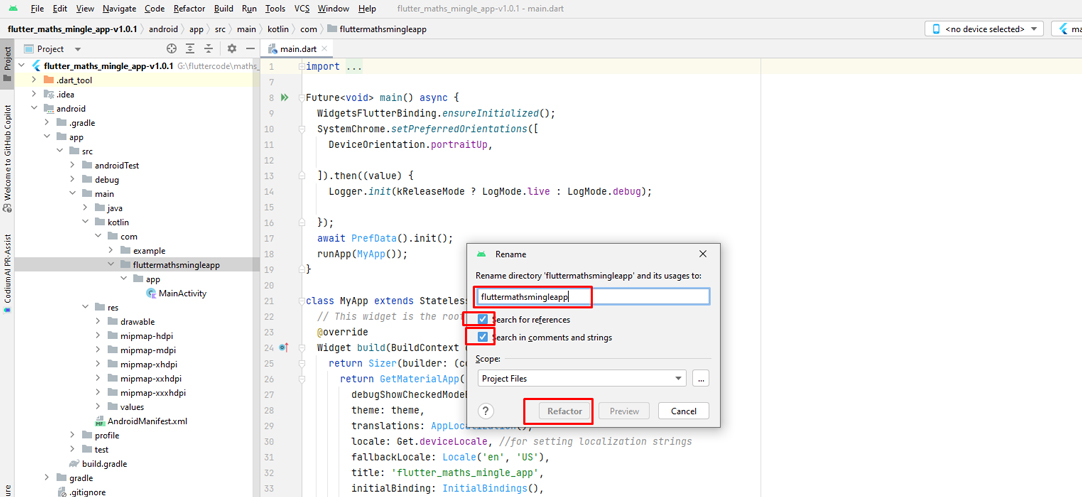 File Edit View Navigate Code Refactor Build Run Tools VCS Window Help flutter_maths_mingle_app-v1.0.1 - main.dart
flutter_maths_mingle_app-v1.0.1 android app src main kotlin com fluttermathsmingleapp <no device selected> ma
Project main.dart
Project
Welcome to GitHub Copilot
CodiumAI PR-Assist
flutter_maths_mingle_app-v1.0.1 G:\fluttercode\maths_
.dart_tool
.idea
android
.gradle
app
src
androidTest
debug
main
java
kotlin
com
example
fluttermathsmingleapp
app
MainActivity
res
drawable
mipmap-hdpi
mipmap-mdpi
mipmap-xhdpi
mipmap-xxhdpi
mipmap-xxxhdpi
values
AndroidManifest.xml
profile
test
build.gradle
gradle
.gitignore
1 import ...
7
8 Future<void> main() async {
9 WidgetsFlutterBinding.ensureInitialized();
10 SystemChrome.setPreferredOrientations([
11 DeviceOrientation.portraitUp,
12
13 ]).then((value) {
14 Logger.init(kReleaseMode ? LogMode.live : LogMode.debug);
15
16 });
17 await PrefData().init();
18 runApp(MyApp());
19 }
20
21 class MyApp extends Stateles
22 // This widget is the roo
23 @override
24 Widget build(BuildContext
25 return Sizer(builder: (co
26 return GetMaterialApp(
27 debugShowCheckedModeB
28 theme: theme,
29 translations: AppLocalization(),
30 locale: Get.deviceLocale, //for setting localization strings
31 fallbackLocale: Locale('en', 'US'),
32 title: 'flutter_maths_mingle_app',
33 initialBinding: InitialBindings(),
Rename
Rename directory 'fluttermathsmingleapp' and its usages to:
fluttermathsmingleapp
Search for references
Search in comments and strings
Scope:
Project Files ...
? Refactor Preview Cancel